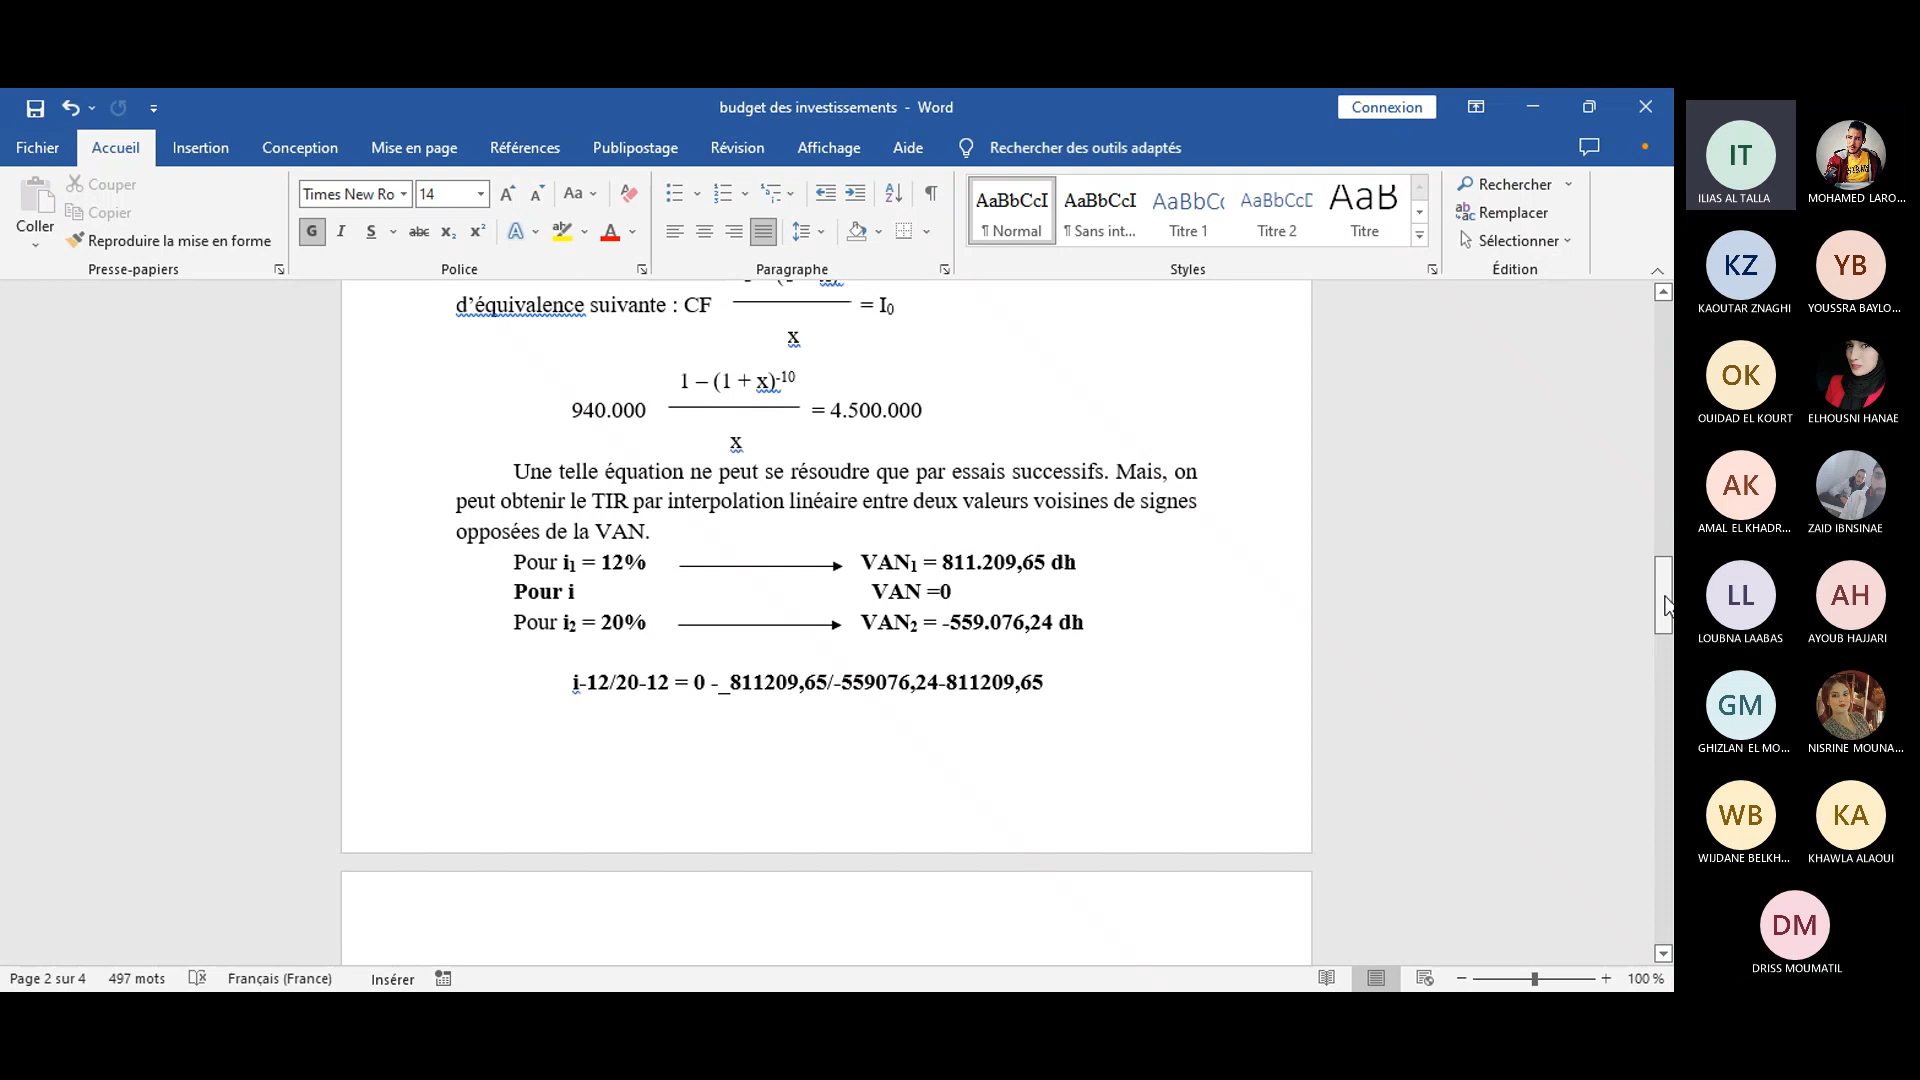 budget des investissements - Word
Connexion
Fichier Accueil Insertion Conception Mise en page Références Publipostage Révision Affichage Aide Rechercher des outils adaptés
Coller
Couper
Copier
Reproduire la mise en forme
Presse-papiers
Times New Ro 14
Aa
G I S abc x₂ x² A A
Police
Paragraphe
AaBbCcI AaBbCcI AaBbCc AaBbCcD AaB
¶ Normal ¶ Sans int... Titre 1 Titre 2 Titre
Styles
Rechercher
Remplacer
Sélectionner
Édition
d’équivalence suivante : CF = I₀
x
1 – (1 + x)⁻¹⁰
940.000 = 4.500.000
x
Une telle équation ne peut se résoudre que par essais successifs. Mais, on
peut obtenir le TIR par interpolation linéaire entre deux valeurs voisines de signes
opposées de la VAN.
Pour i₁ = 12% VAN₁ = 811.209,65 dh
Pour i VAN =0
Pour i₂ = 20% VAN₂ = -559.076,24 dh
i-12/20-12 = 0 -_811209,65/-559076,24-811209,65
Page 2 sur 4 497 mots Français (France) Insérer 100 %
IT
ILIAS AL TALLA
MOHAMED LARO...
KZ
KAOUTAR ZNAGHI
YB
YOUSSRA BAYLO...
OK
OUIDAD EL KOURT
ELHOUSNI HANAE
AK
AMAL EL KHADR...
ZAID IBNSINAE
LL
LOUBNA LAABAS
AH
AYOUB HAJJARI
GM
GHIZLAN EL MO...
NISRINE MOUNA...
WB
WIJDANE BELKH...
KA
KHAWLA ALAOUI
DM
DRISS MOUMATIL